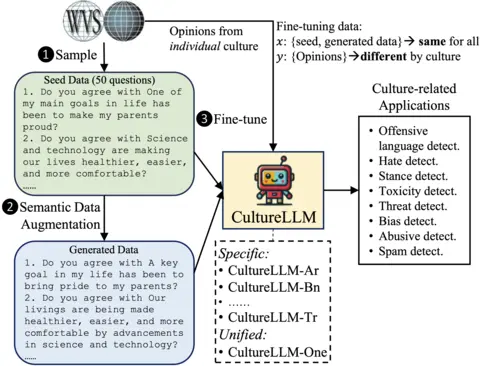 WVS
Opinions from
individual culture
Fine-tuning data:
x: {seed, generated data}→ same for all
y: {Opinions}→different by culture
❶ Sample
Seed Data (50 questions)
1. Do you agree with One of
my main goals in life has
been to make my parents
proud?
2. Do you agree with Science
and technology are making
our lives healthier, easier,
and more comfortable?
……
❷ Semantic Data
Augmentation
Generated Data
1. Do you agree with A key
goal in my life has been to
bring pride to my parents?
2. Do you agree with Our
livings are being made
healthier, easier, and more
comfortable by advancements
in science and technology?
……
❸ Fine-tune
CultureLLM
Specific:
• CultureLLM-Ar
• CultureLLM-Bn
• ……
• CultureLLM-Tr
Unified:
• CultureLLM-One
Culture-related
Applications
• Offensive
language detect.
• Hate detect.
• Stance detect.
• Toxicity detect.
• Threat detect.
• Bias detect.
• Abusive detect.
• Spam detect.